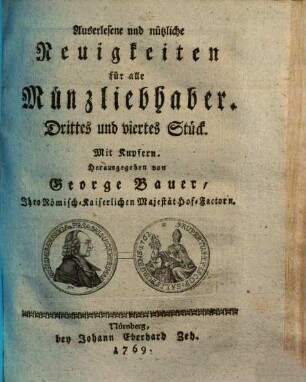 Auserlesene und nützliche
Neuigkeiten
für alle
Münzliebhaber.
Drittes und viertes Stück.
Mit Kupfern.
Herausgegeben von
George Bauer,
Ihro Römisch-Kaiserlichen Majestät Hof-Factorn.
Nürnberg,
bey Johann Eberhard Zeh.
1769.